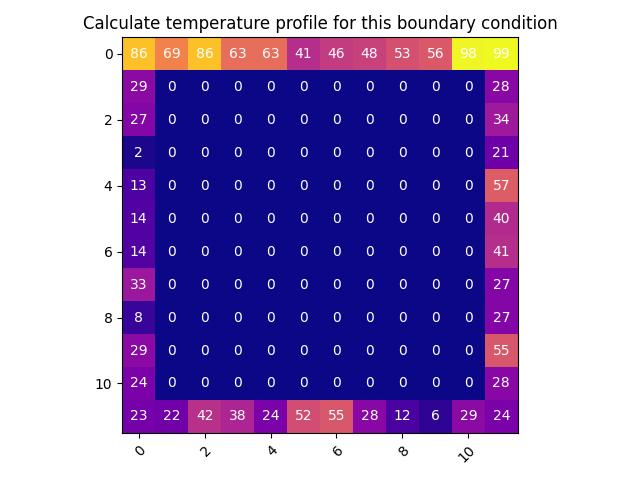 Calculate temperature profile for this boundary condition
0 86 69 86 63 63 41 46 48 53 56 98 99
29 0 0 0 0 0 0 0 0 0 0 28
2 27 0 0 0 0 0 0 0 0 0 0 34
2 0 0 0 0 0 0 0 0 0 0 21
4 13 0 0 0 0 0 0 0 0 0 0 57
14 0 0 0 0 0 0 0 0 0 0 40
6 14 0 0 0 0 0 0 0 0 0 0 41
33 0 0 0 0 0 0 0 0 0 0 27
8 8 0 0 0 0 0 0 0 0 0 0 27
29 0 0 0 0 0 0 0 0 0 0 55
10 24 0 0 0 0 0 0 0 0 0 0 28
23 22 42 38 24 52 55 28 12 6 29 24
0 2 4 6 8 10